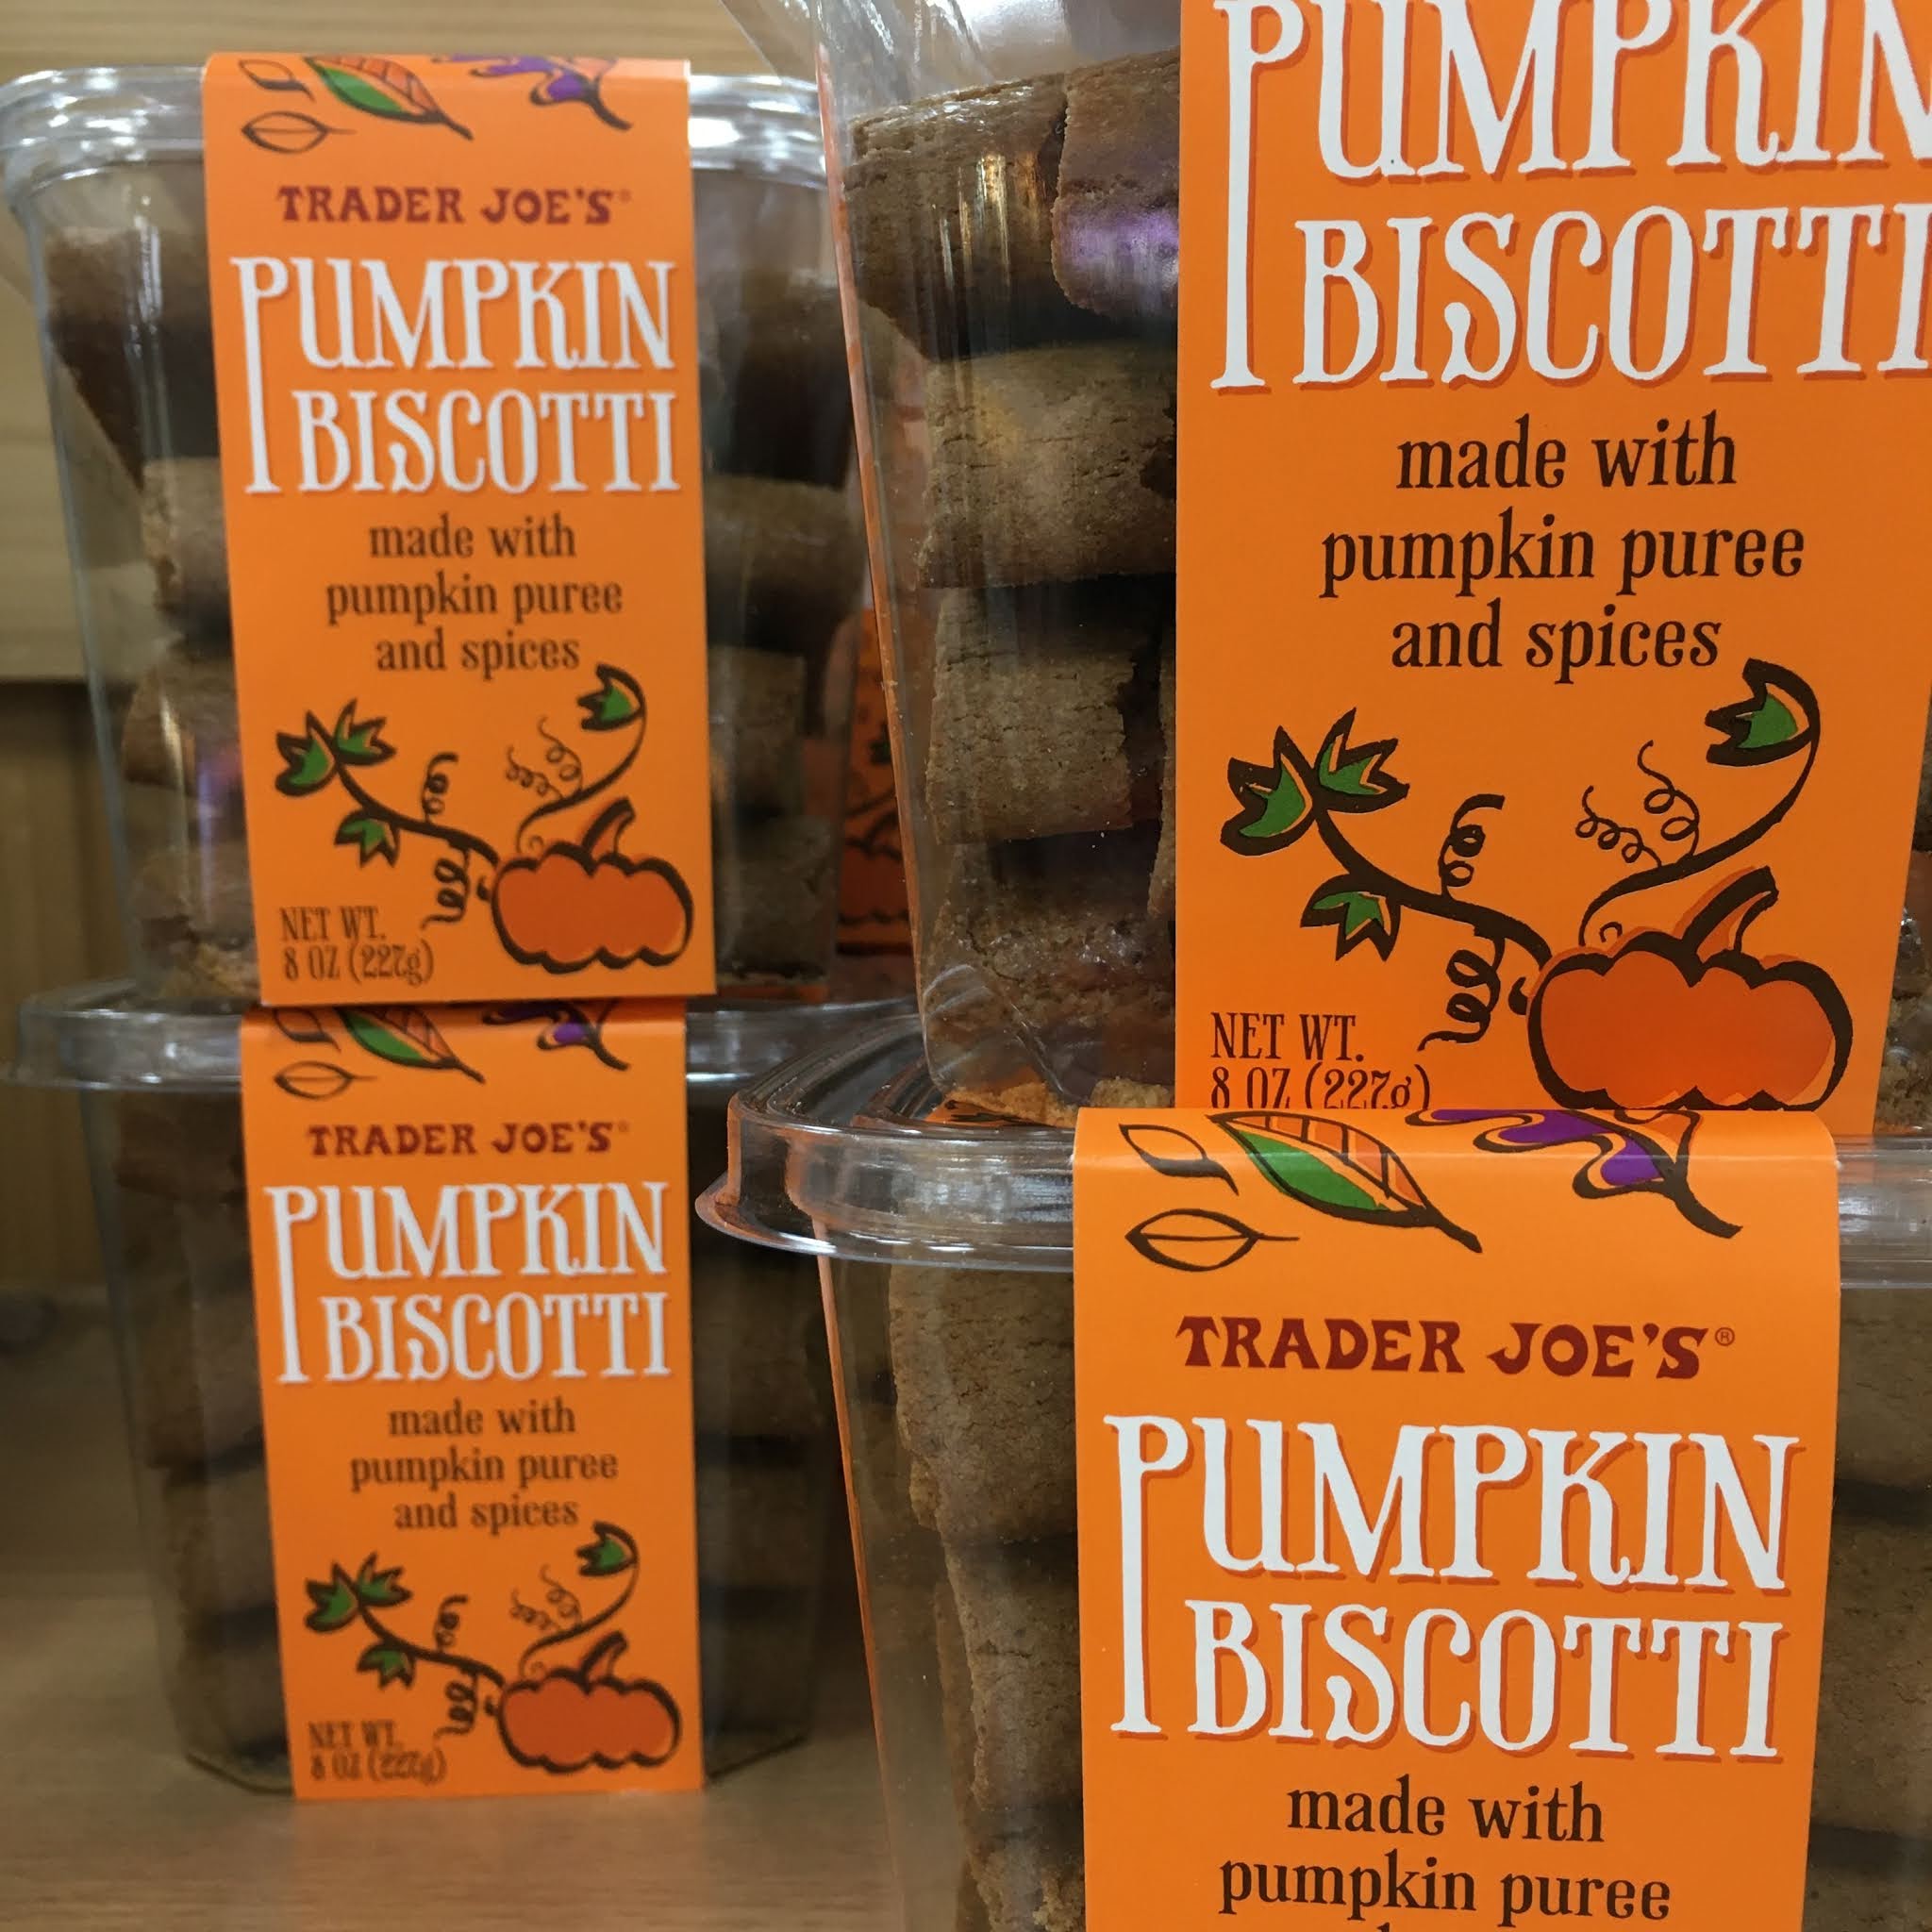 TRADER JOE'S®
PUMPKIN
BISCOTTI
made with
pumpkin puree
and spices
NET WT.
8 OZ (227g)
TRADER JOE'S®
PUMPKIN
BISCOTTI
made with
pumpkin puree
and spices
NET WT.
8 OZ (227g)
PUMPKIN
BISCOTTI
made with
pumpkin puree
and spices
NET WT.
8 OZ (227g)
TRADER JOE'S®
PUMPKIN
BISCOTTI
made with
pumpkin puree